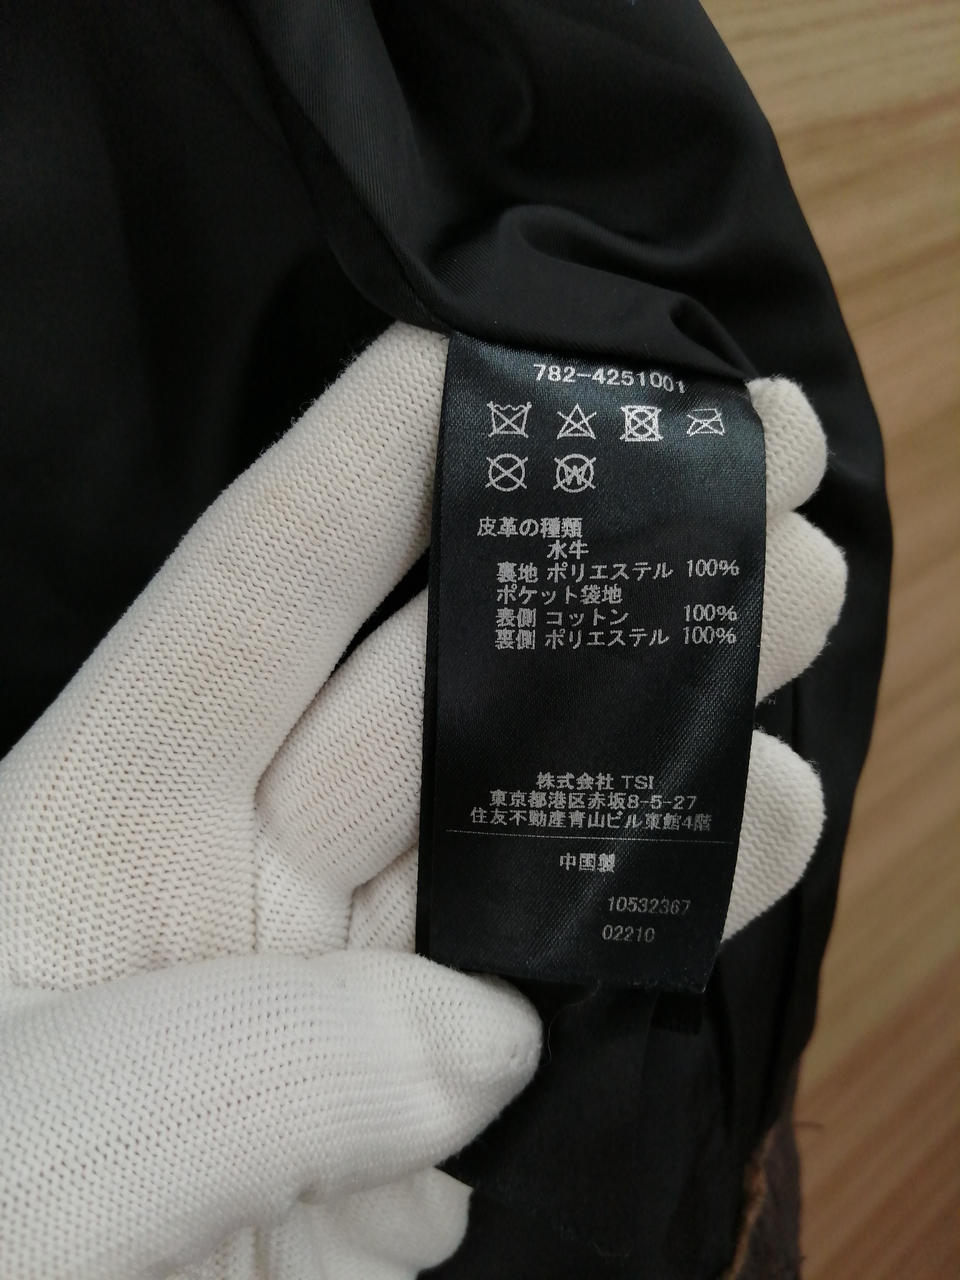 782-4251001
W
皮革の種類
水牛
裏地 ポリエステル 100%
ポケット袋地
表側 コットン 100%
裏側 ポリエステル 100%
株式会社 TSI
東京都港区赤坂8-5-27
住友不動産青山ビル東館4階
中国製
10532367
02210